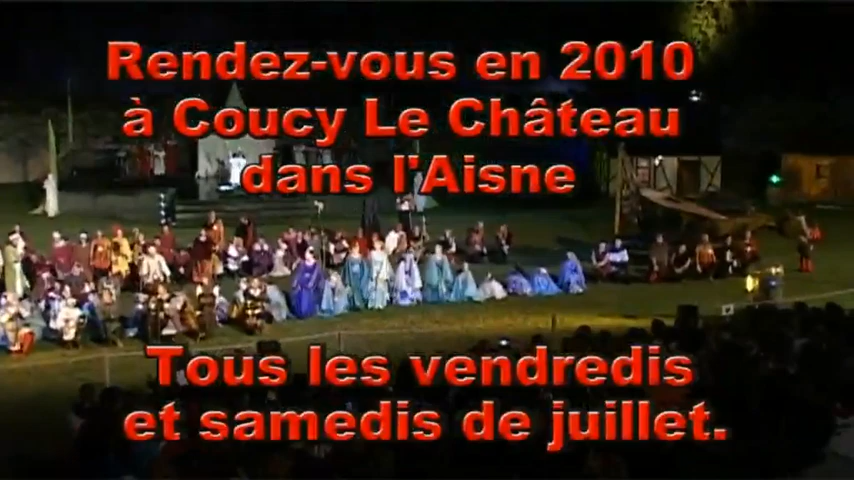 Rendez-vous en 2010
à Coucy Le Château
dans l'Aisne
Tous les vendredis
et samedis de juillet.